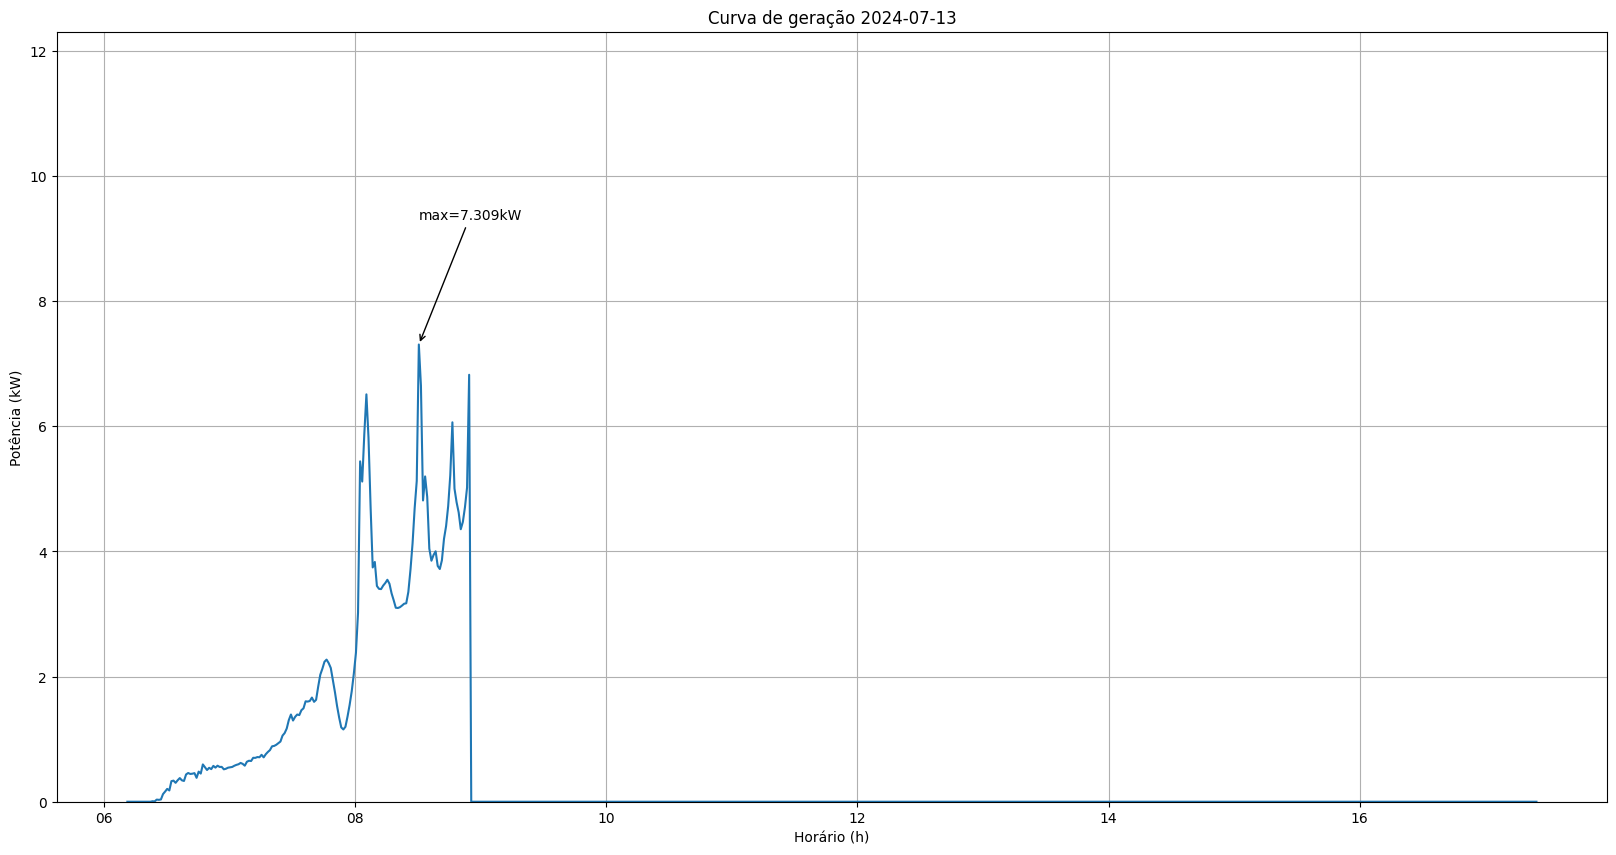 Curva de geração 2024-07-13
12
10
8
6
4
2
0
Potência (kW)
max=7.309kW
06 08 10 12 14 16
Horário (h)